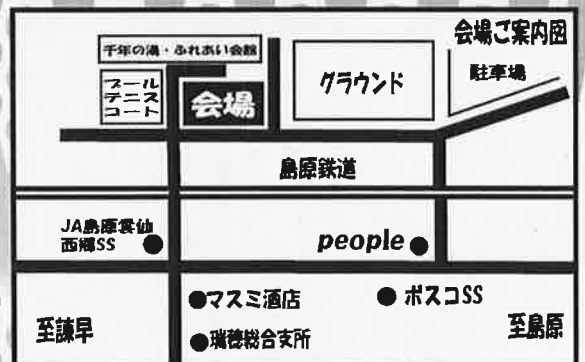 会場ご案内図
千年の湯・ふれあい会館
プール
テニス
コート
会場
グラウンド
駐車場
島原鉄道
JA島原雲仙
西郷SS
people
マスミ酒店
ボスコSS
瑞穂総合支所
至諫早
至島原